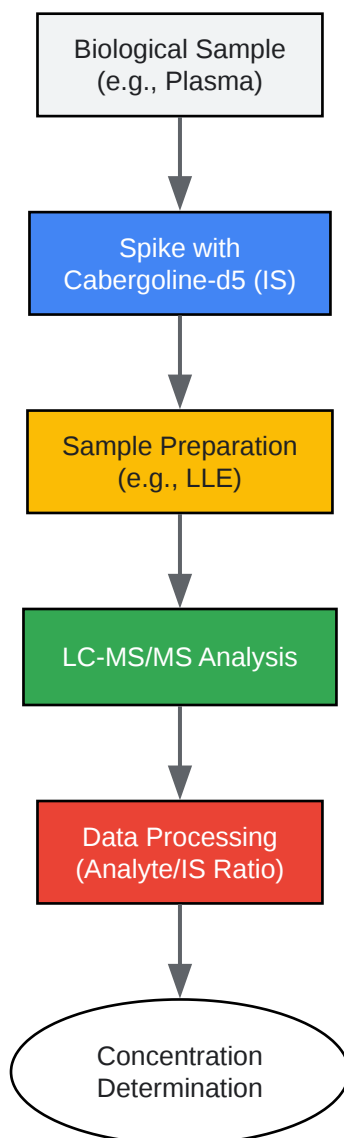 Biological Sample
(e.g., Plasma)
Spike with
Cabergoline-d5 (IS)
Sample Preparation
(e.g., LLE)
LC-MS/MS Analysis
Data Processing
(Analyte/IS Ratio)
Concentration
Determination